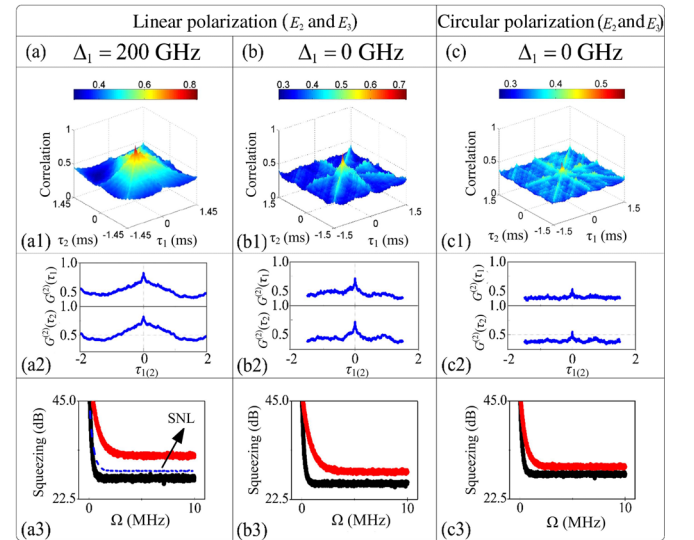 Linear polarization (E₂ and E₃)
Circular polarization (E₂ and E₃)
(a) Δ₁ = 200 GHz
(b) Δ₁ = 0 GHz
(c) Δ₁ = 0 GHz
0.4 0.6 0.8
0.3 0.4 0.5 0.6 0.7
0.3 0.4 0.5
Correlation
1
0.5
0
1.45
0
-1.45
-1.45
0
1.45
τ₂ (ms)
τ₁ (ms)
(a1)
Correlation
1
0.5
0
1.5
0
-1.5
-1.5
0
1.5
τ₂ (ms)
τ₁ (ms)
(b1)
Correlation
1
0.5
0
1.5
0
-1.5
-1.5
0
1.5
τ₂ (ms)
τ₁ (ms)
(c1)
G⁽²⁾(τ₂) G⁽²⁾(τ₁)
1.0
0.5
1.0
0.5
-2 0 2
(a2) τ₁₍₂₎
G⁽²⁾(τ₂) G⁽²⁾(τ₁)
1.0
0.5
1.0
0.5
-2 0 2
(b2) τ₁₍₂₎
G⁽²⁾(τ₂) G⁽²⁾(τ₁)
1.0
0.5
1.0
0.5
-2 0 2
(c2) τ₁₍₂₎
Squeezing (dB)
45.0
22.5
SNL
0 10
(a3) Ω (MHz)
Squeezing (dB)
45.0
22.5
0 10
(b3) Ω (MHz)
Squeezing (dB)
45.0
22.5
0 10
(c3) Ω (MHz)